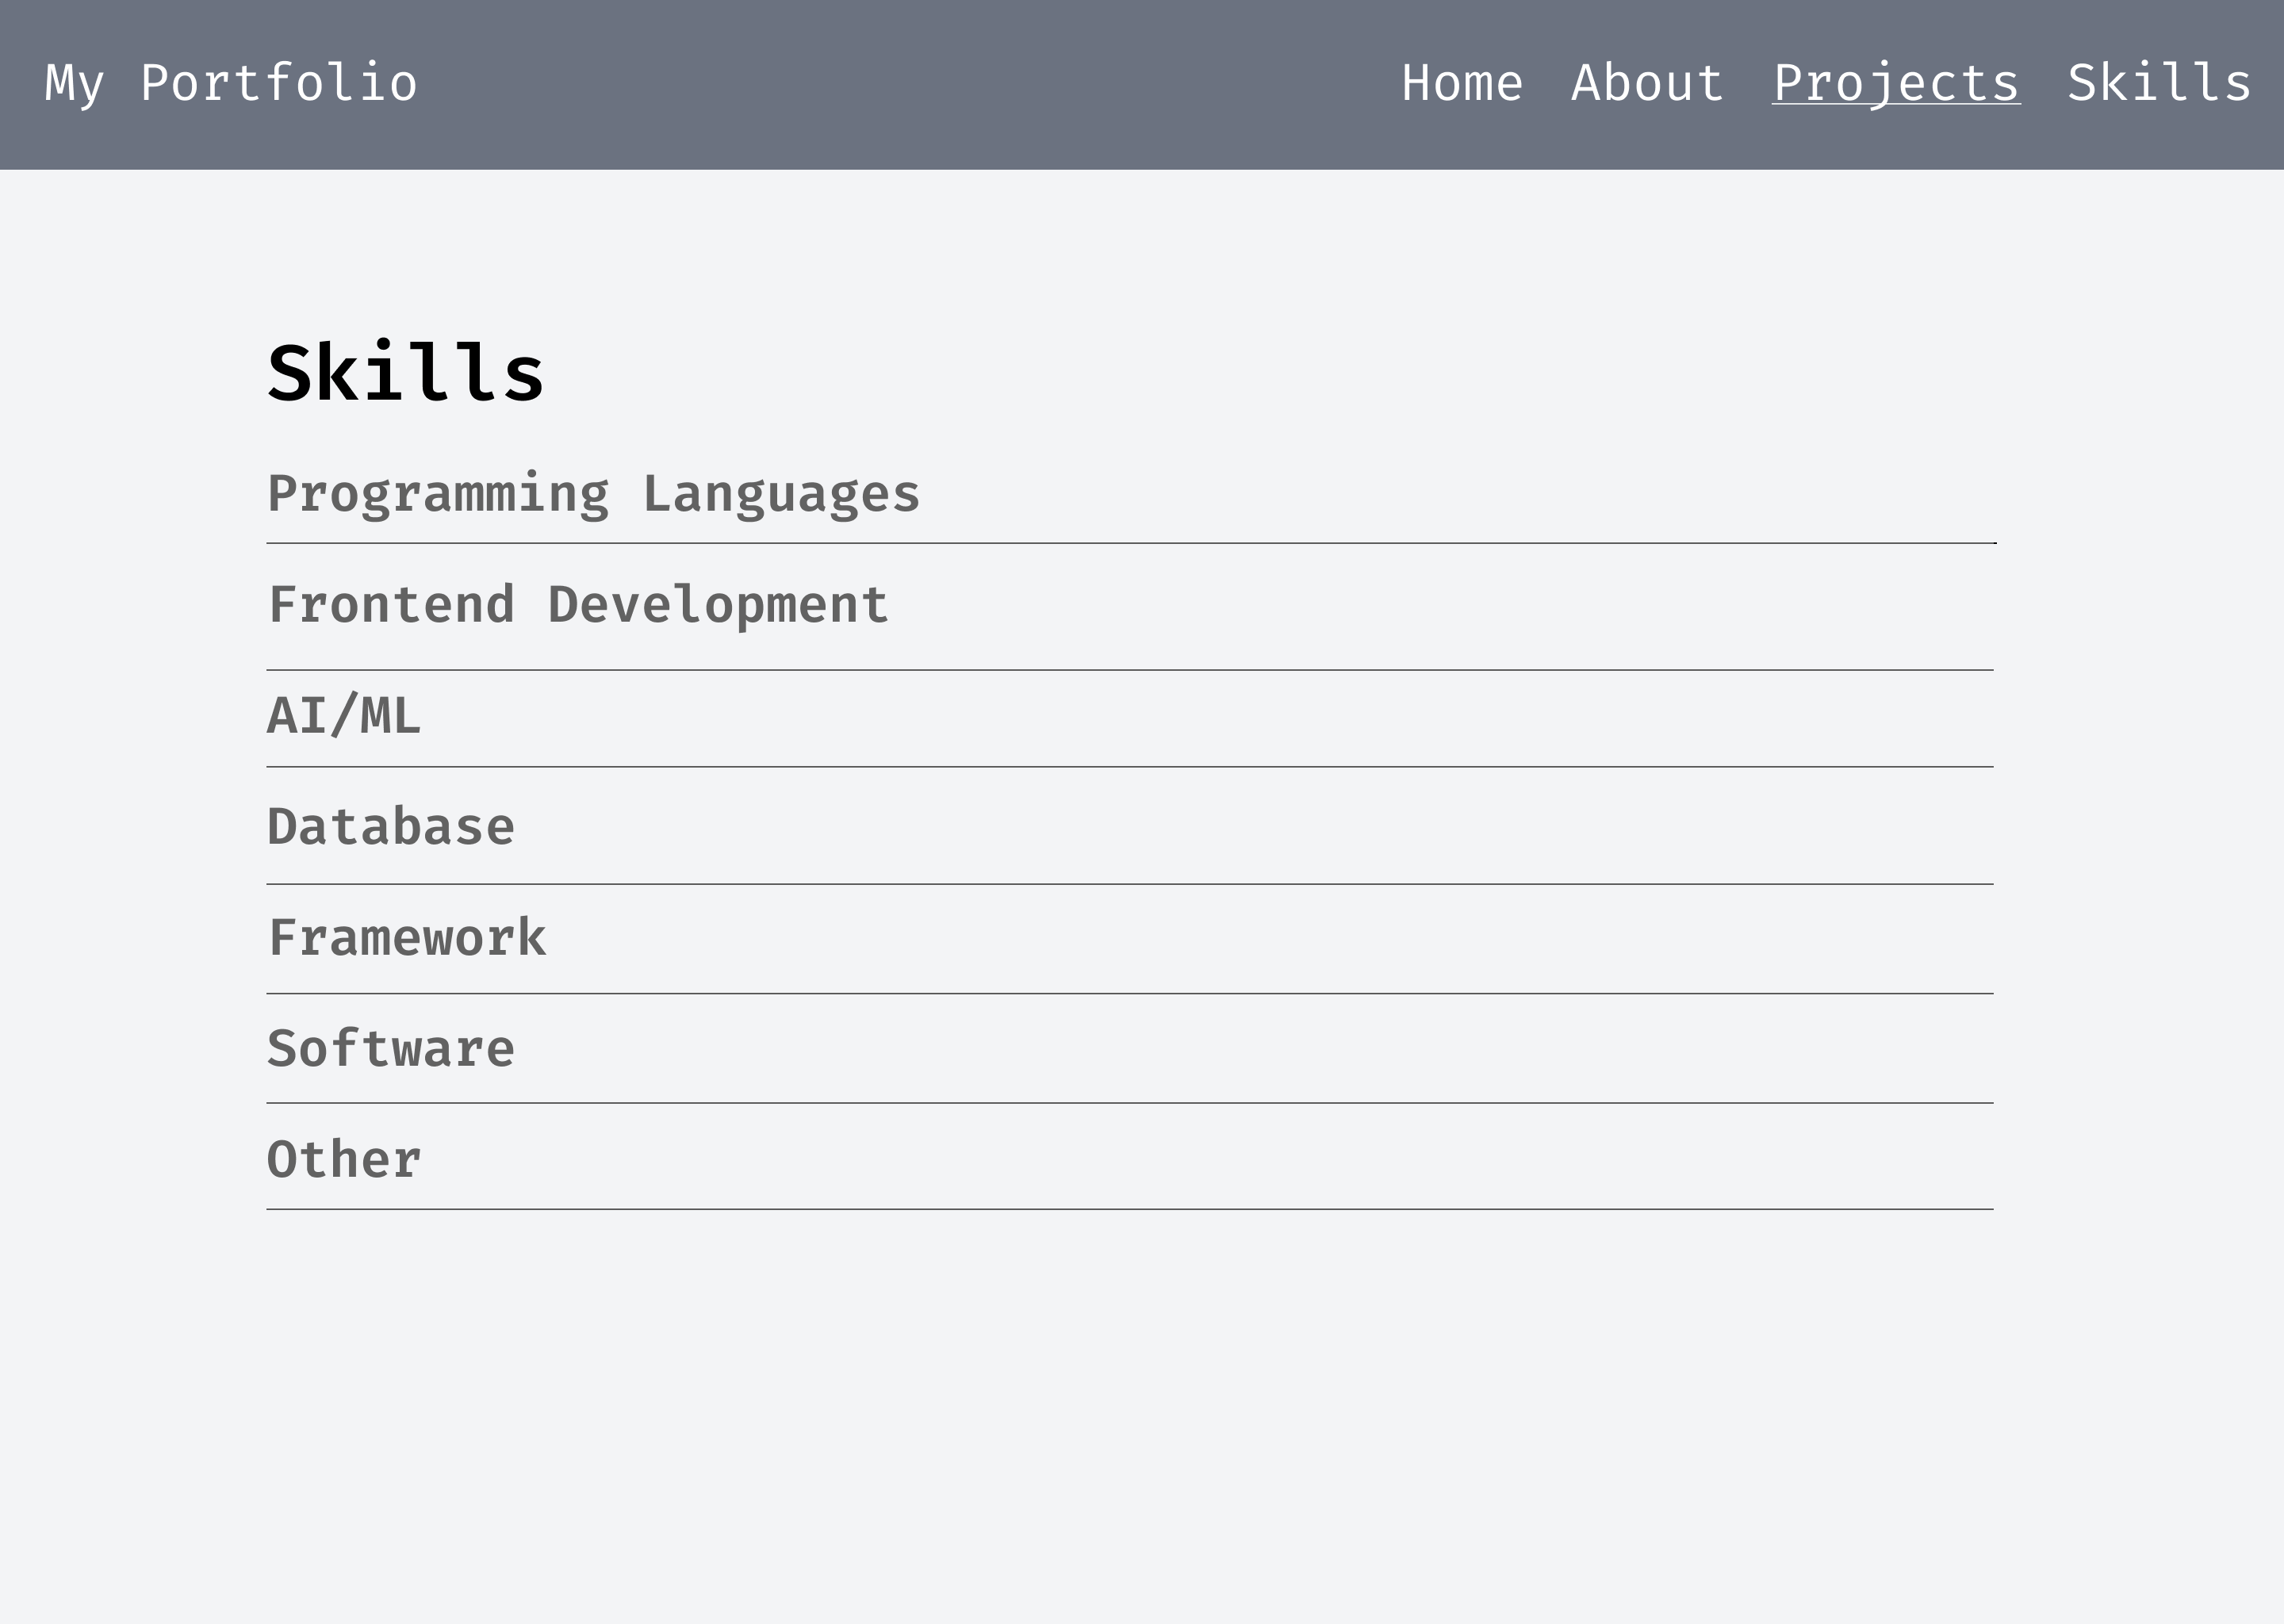 My Portfolio Home About Projects Skills
Skills
Programming Languages
Frontend Development
AI/ML
Database
Framework
Software
Other